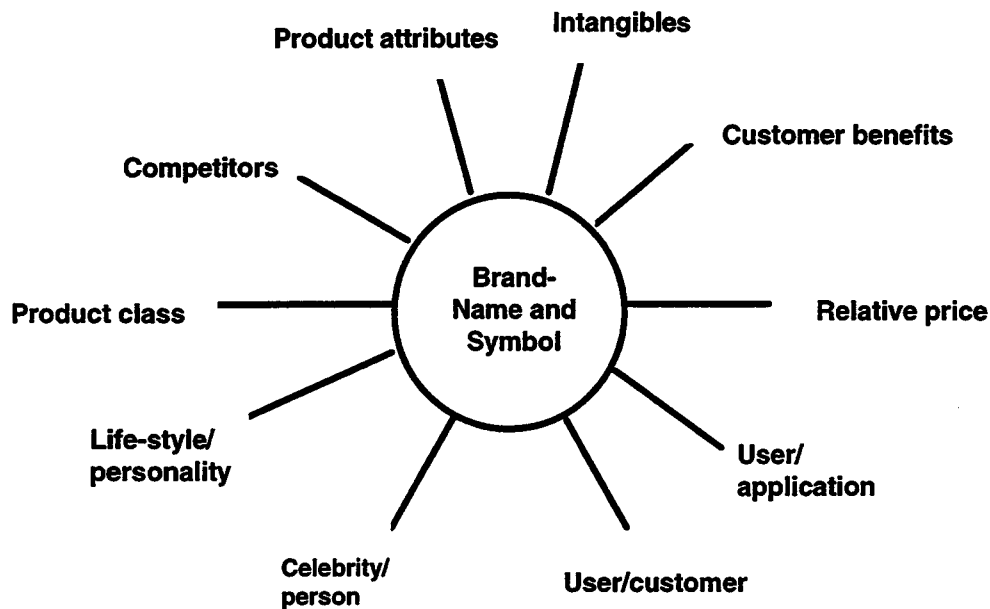 Intangibles
Product attributes
Customer benefits
Competitors
Brand-
Name and
Symbol
Product class
Relative price
Life-style/
personality
User/
application
Celebrity/
person
User/customer